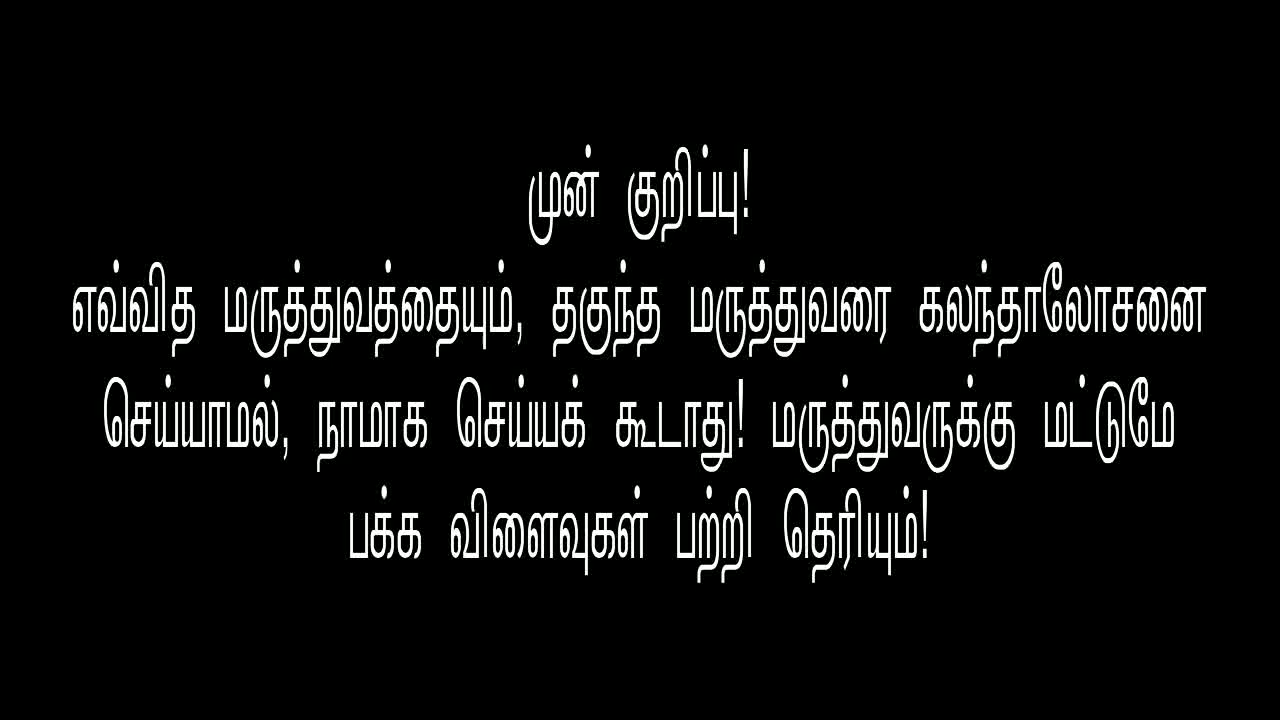 முன் குறிப்பு!
எவ்வித மருத்துவத்தையும், தகுந்த மருத்துவரை கலந்தாலோசனை
செய்யாமல், நாமாக செய்யக் கூடாது! மருத்துவருக்கு மட்டுமே
பக்க விளைவுகள் பற்றி தெரியும்!